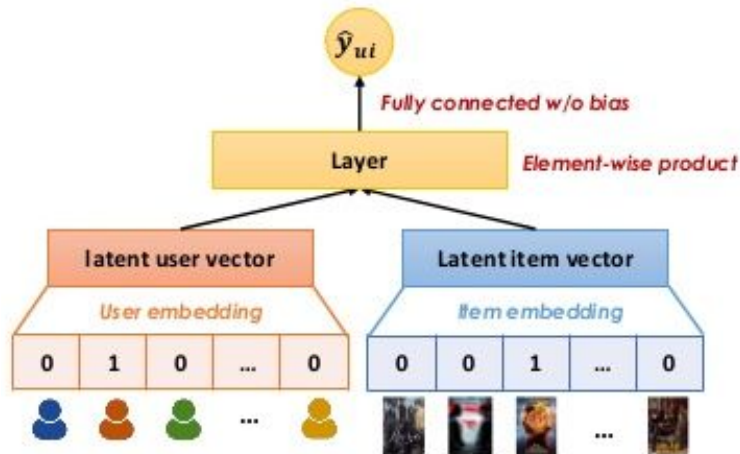 ŷui
Fully connected w/o bias
Layer
Element-wise product
latent user vector
Latent item vector
User embedding
Item embedding
0 1 0 ... 0
0 0 1 ... 0
...
...